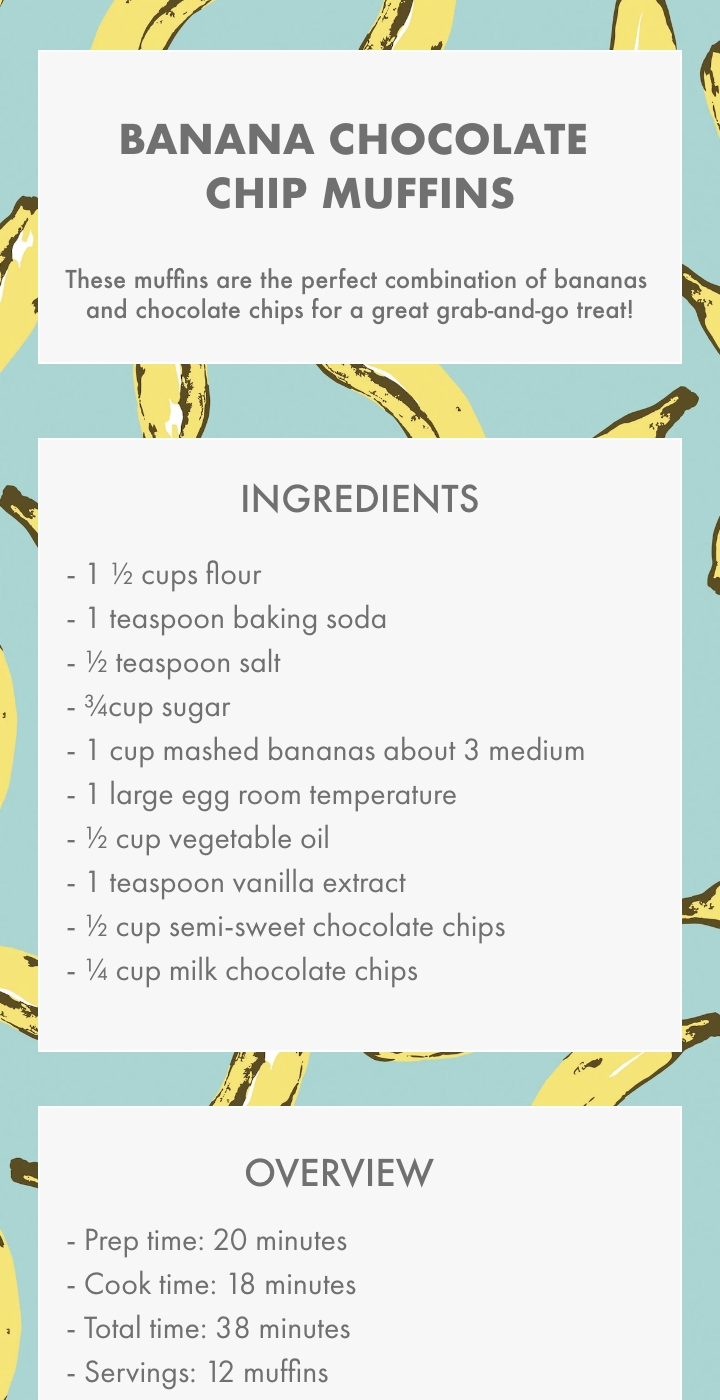 BANANA CHOCOLATE
CHIP MUFFINS
These muffins are the perfect combination of bananas
and chocolate chips for a great grab-and-go treat!
INGREDIENTS
- 1 ½ cups flour
- 1 teaspoon baking soda
- ½ teaspoon salt
- ¾cup sugar
- 1 cup mashed bananas about 3 medium
- 1 large egg room temperature
- ½ cup vegetable oil
- 1 teaspoon vanilla extract
- ½ cup semi-sweet chocolate chips
- ¼ cup milk chocolate chips
OVERVIEW
- Prep time: 20 minutes
- Cook time: 18 minutes
- Total time: 38 minutes
- Servings: 12 muffins